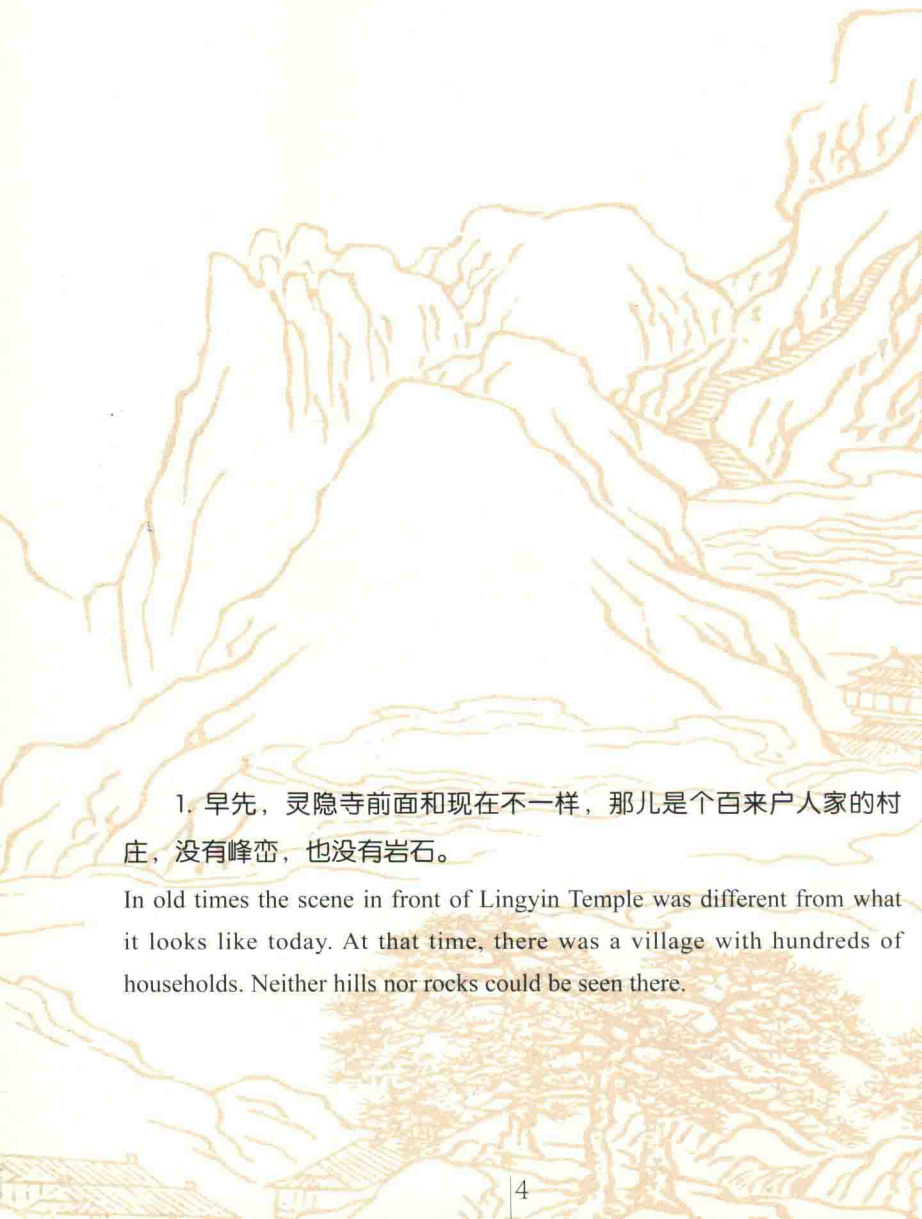 1. 早先，灵隐寺前面和现在不一样，那儿是个百来户人家的村
庄，没有峰峦，也没有岩石。
In old times the scene in front of Lingyin Temple was different from what
it looks like today. At that time, there was a village with hundreds of
households. Neither hills nor rocks could be seen there.
4